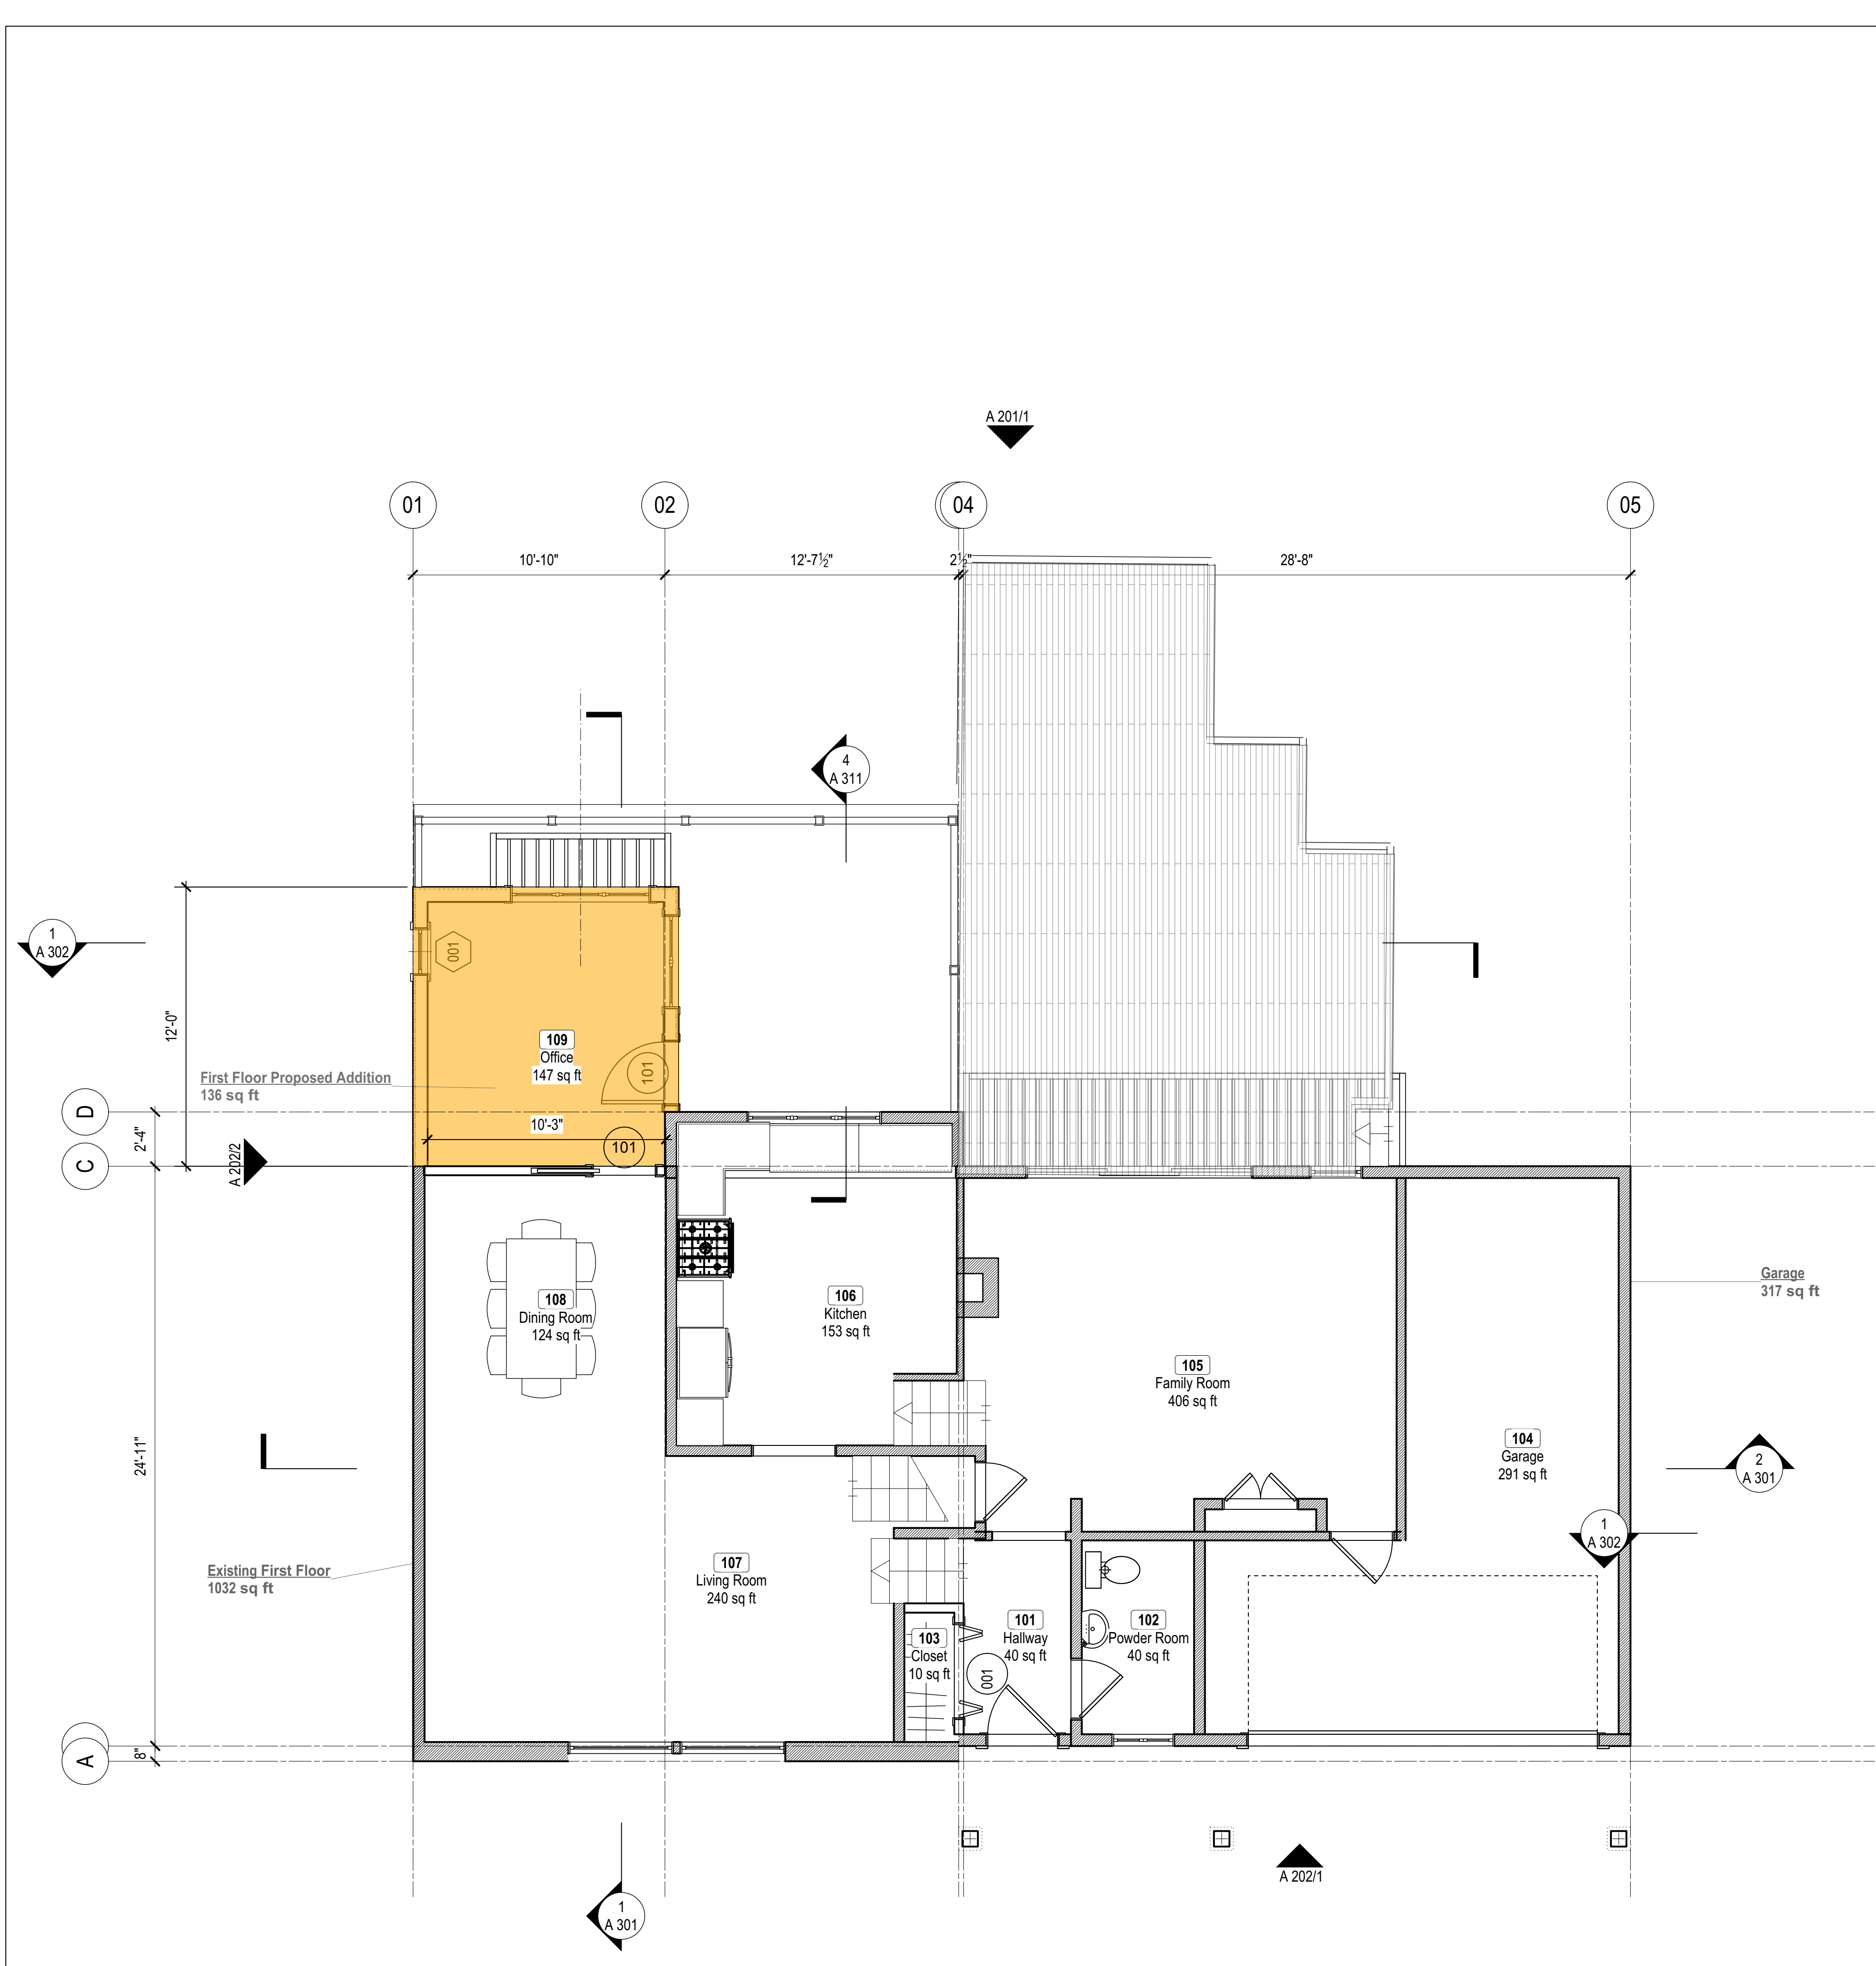 A 201/1
01
02
04
05
10'-10"
12'-7½"
2½"
28'-8"
4
A 311
1
A 302
001
12'-0"
109
Office
147 sq ft
101
First Floor Proposed Addition
136 sq ft
10'-3"
101
D
2'-4"
C
A 202/2
Garage
317 sq ft
106
Kitchen
153 sq ft
108
Dining Room
124 sq ft
105
Family Room
406 sq ft
104
Garage
291 sq ft
24'-11"
2
A 301
1
A 302
Existing First Floor
1032 sq ft
107
Living Room
240 sq ft
103
Closet
10 sq ft
101
Hallway
40 sq ft
001
102
Powder Room
40 sq ft
A
8"
A 202/1
1
A 301